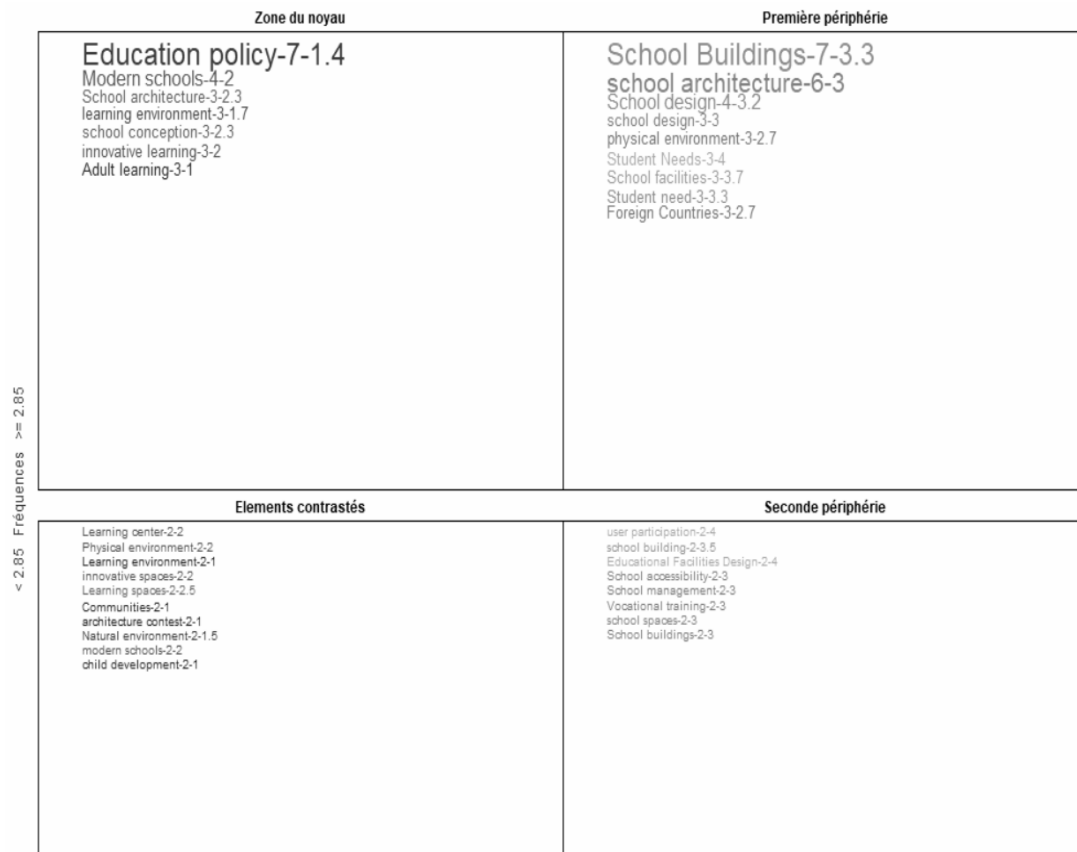 Zone du noyau
Première périphérie
Education policy-7-1.4
Modern schools-4-2
School architecture-3-2.3
learning environment-3-1.7
school conception-3-2.3
innovative learning-3-2
Adult learning-3-1
School Buildings-7-3.3
school architecture-6-3
School design-4-3.2
school design-3-3
physical environment-3-2.7
Student Needs-3-4
School facilities-3-3.7
Student need-3-3.3
Foreign Countries-3-2.7
< 2.85 Fréquences >= 2.85
Elements contrastés
Seconde périphérie
Learning center-2-2
Physical environment-2-2
Learning environment-2-1
innovative spaces-2-2
Learning spaces-2-2.5
Communities-2-1
architecture contest-2-1
Natural environment-2-1.5
modern schools-2-2
child development-2-1
user participation-2-4
school building-2-3.5
Educational Facilities Design-2-4
School accessibility-2-3
School management-2-3
Vocational training-2-3
school spaces-2-3
School buildings-2-3